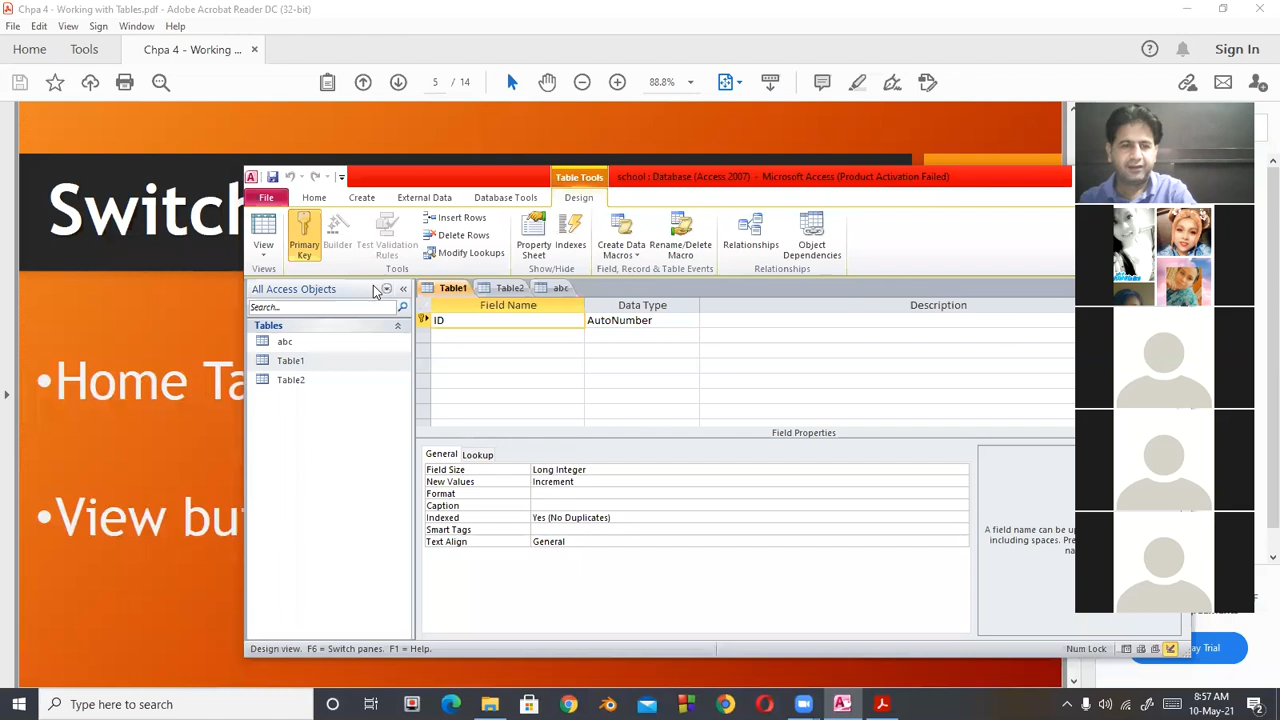 Chpa 4 - Working with Tables.pdf - Adobe Acrobat Reader DC (32-bit)
File Edit View Sign Window Help
Home Tools Chpa 4 - Working ... × Sign In
5 / 14 88.8%
Switch
•Home Ta
•View bu
Table Tools school : Database (Access 2007) - Microsoft Access (Product Activation Failed)
File Home Create External Data Database Tools Design
View
Views
Primary Key
Builder
Test Validation Rules
Insert Rows
Delete Rows
Modify Lookups
Tools
Property Sheet
Indexes
Show/Hide
Create Data Macros
Rename/Delete Macro
Field, Record & Table Events
Relationships
Object Dependencies
Relationships
All Access Objects
Search...
Tables
abc
Table1
Table2
Table1 Table2 abc
Field Name Data Type Description
ID AutoNumber
Field Properties
General Lookup
Field Size Long Integer
New Values Increment
Format
Caption
Indexed Yes (No Duplicates)
Smart Tags
Text Align General
A field name can be up
including spaces. Pre
na
Design view. F6 = Switch panes. F1 = Help. Num Lock
ay Trial
Type here to search
8:57 AM
10-May-21
2